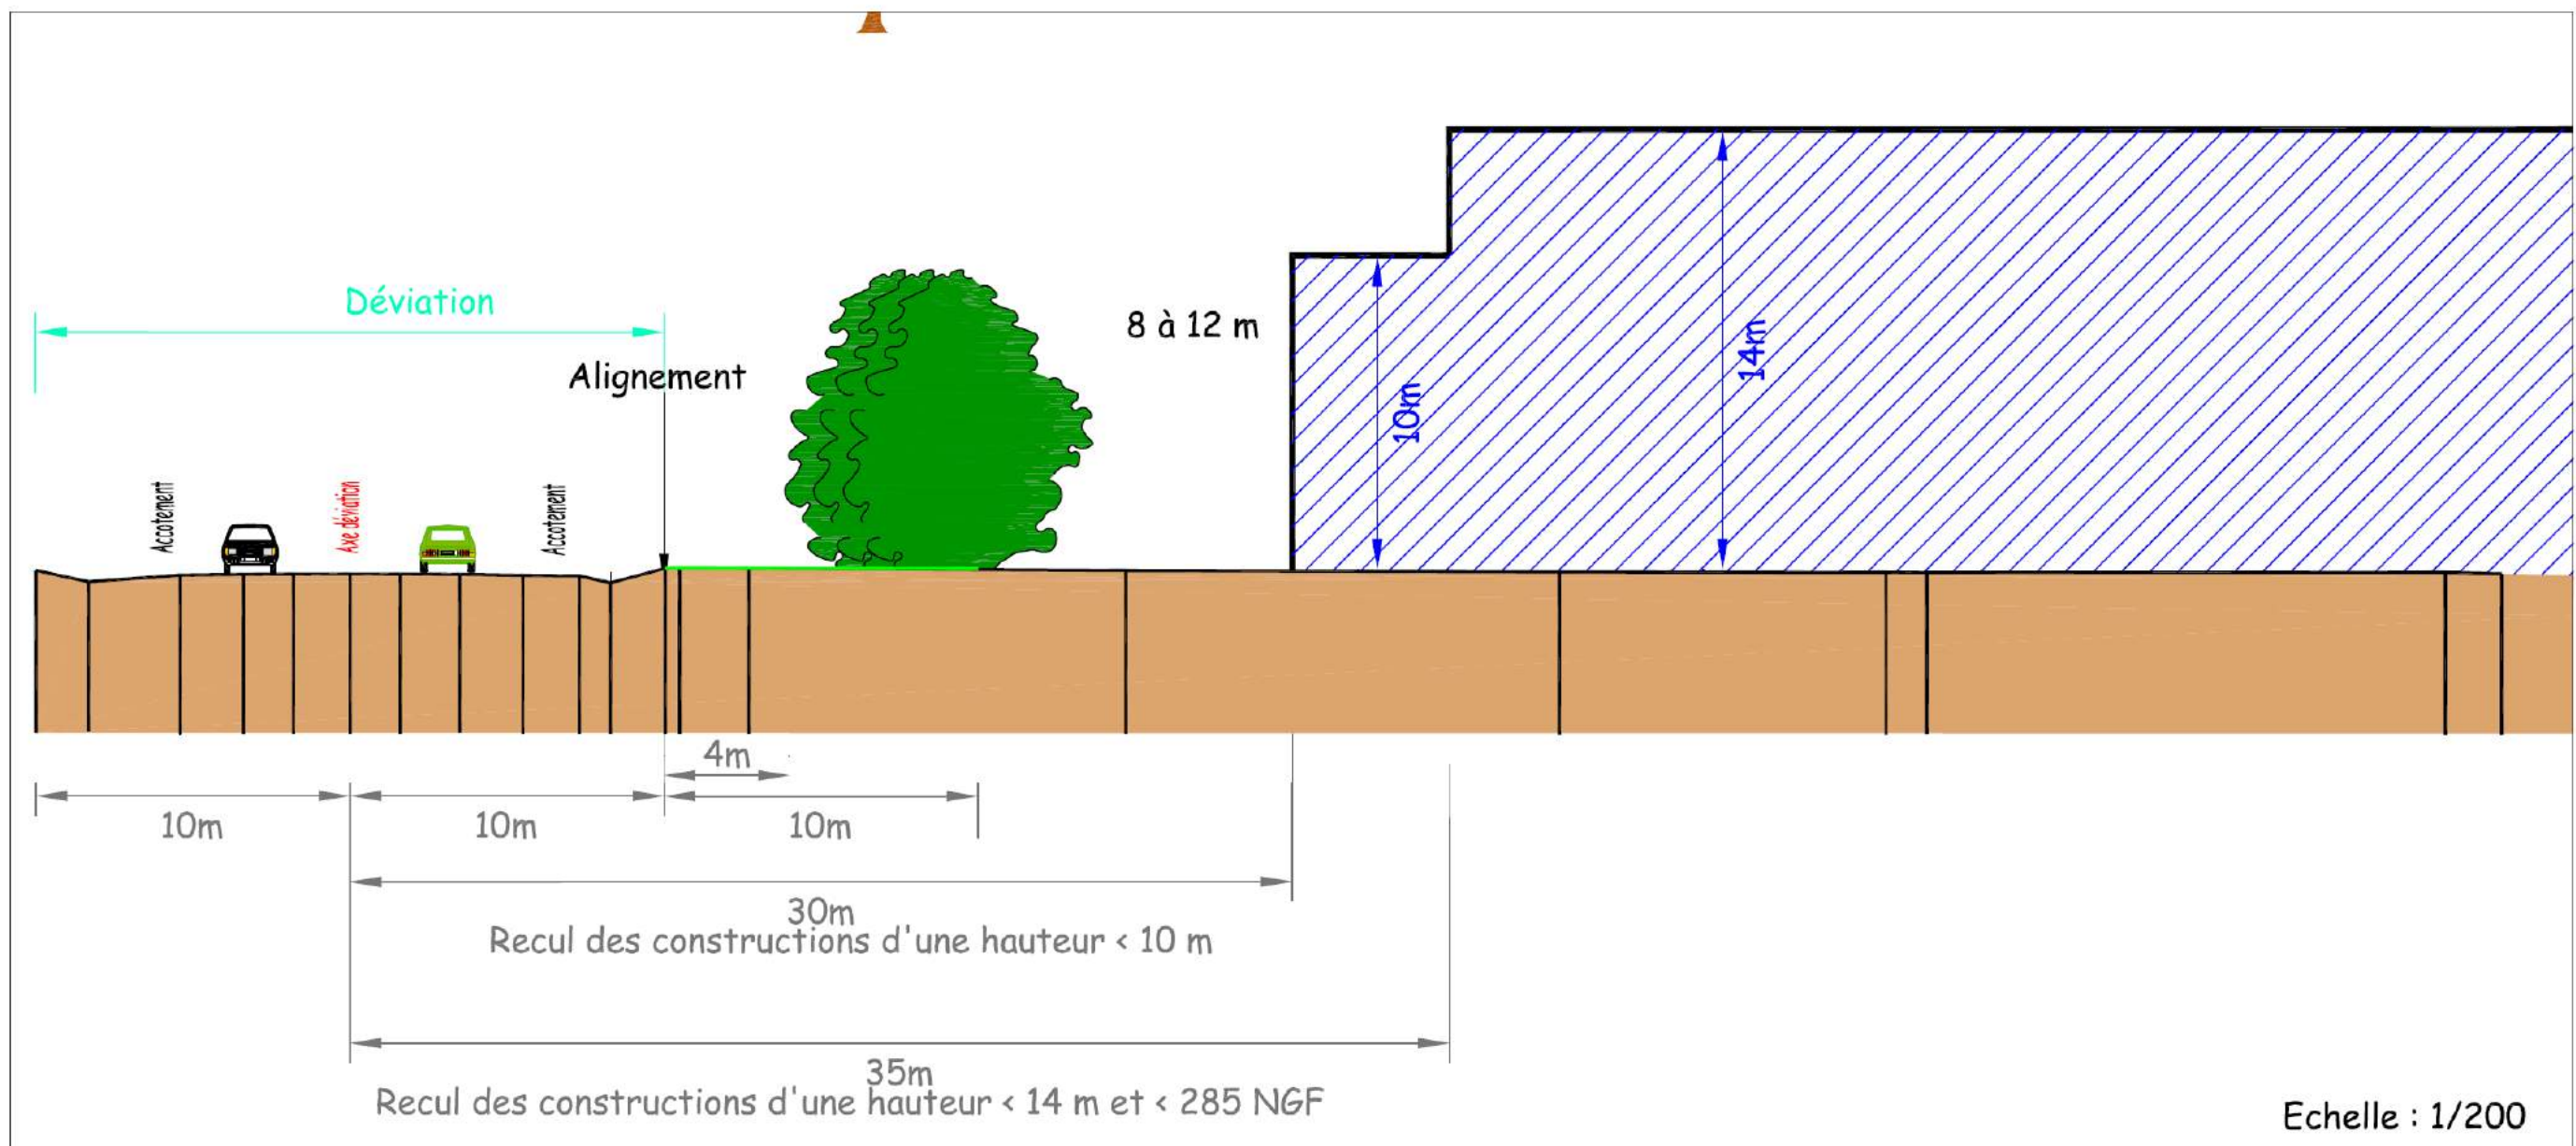 Déviation
8 à 12 m
Alignement
14m
10m
Accotement
Axe déviation
Accotement
4m
10m
10m
10m
30m
Recul des constructions d'une hauteur < 10 m
35m
Recul des constructions d'une hauteur < 14 m et < 285 NGF
Echelle : 1/200